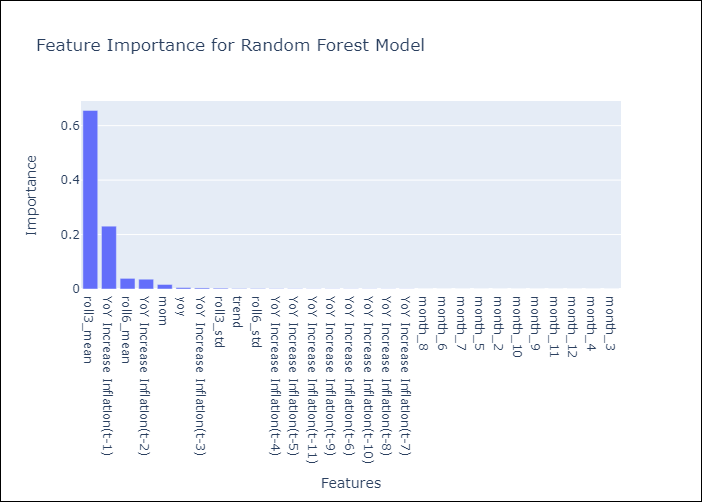 Feature Importance for Random Forest Model
Importance
0.6
0.4
0.2
0
roll3_mean
YoY Increase Inflation(t-1)
roll6_mean
YoY Increase Inflation(t-2)
mom
yoy
YoY Increase Inflation(t-3)
roll3_std
trend
roll6_std
YoY Increase Inflation(t-4)
YoY Increase Inflation(t-5)
YoY Increase Inflation(t-11)
YoY Increase Inflation(t-9)
YoY Increase Inflation(t-6)
YoY Increase Inflation(t-10)
YoY Increase Inflation(t-8)
YoY Increase Inflation(t-7)
month_8
month_6
month_7
month_5
month_2
month_10
month_9
month_11
month_12
month_4
month_3
Features